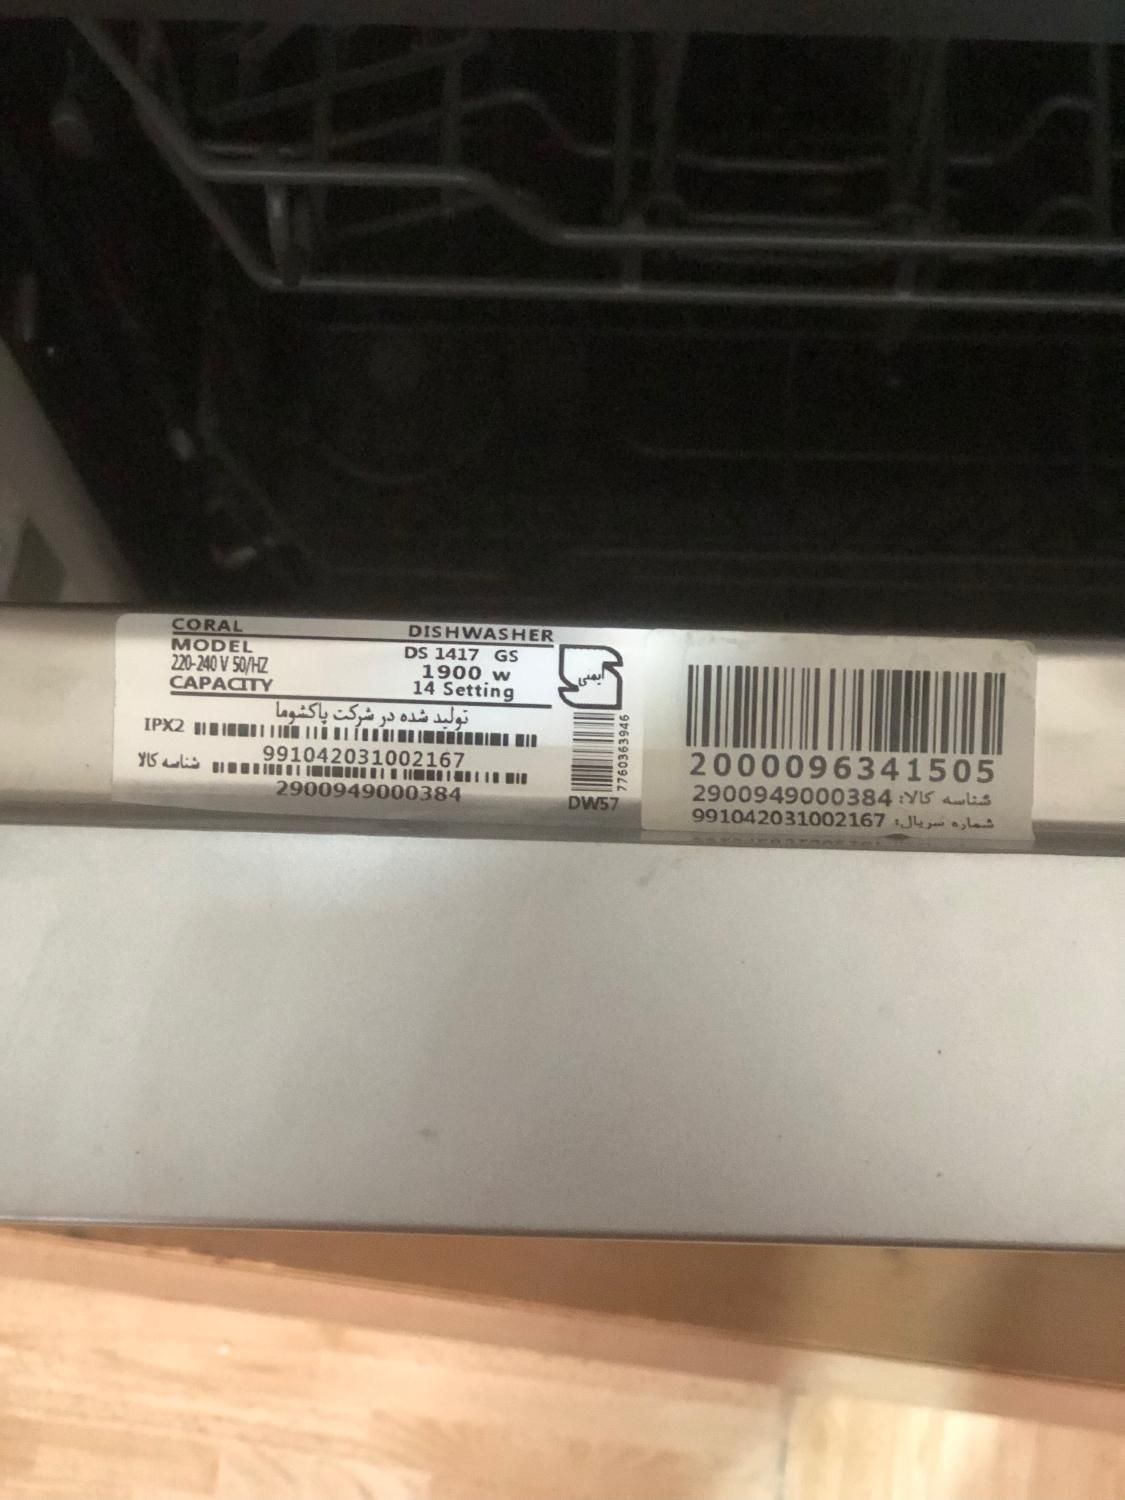 CORAL DISHWASHER
MODEL DS 1417 GS
220-240 V 50/HZ 1900 w
CAPACITY 14 Setting
ایمنی
تولید شده در شرکت پاکشوما
IPX2
991042031002167
شناسه کالا
2900949000384
7760363946
DW57
2000096341505
شناسه کالا: 2900949000384
شماره سریال: 991042031002167